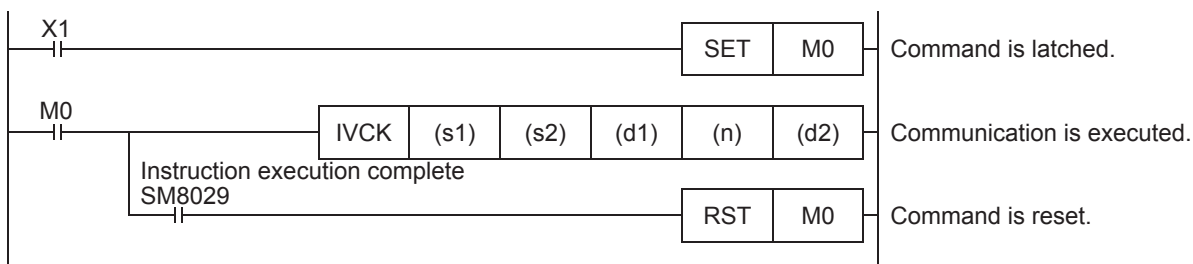 X1
SET M0 Command is latched.
M0
IVCK (s1) (s2) (d1) (n) (d2) Communication is executed.
Instruction execution complete
SM8029
RST M0 Command is reset.